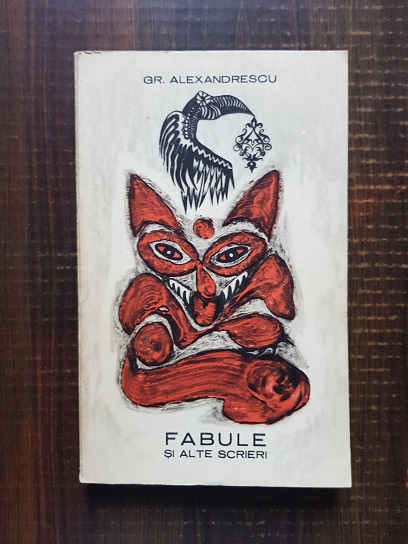 GR. ALEXANDRESCU
FABULE
ȘI ALTE SCRIERI